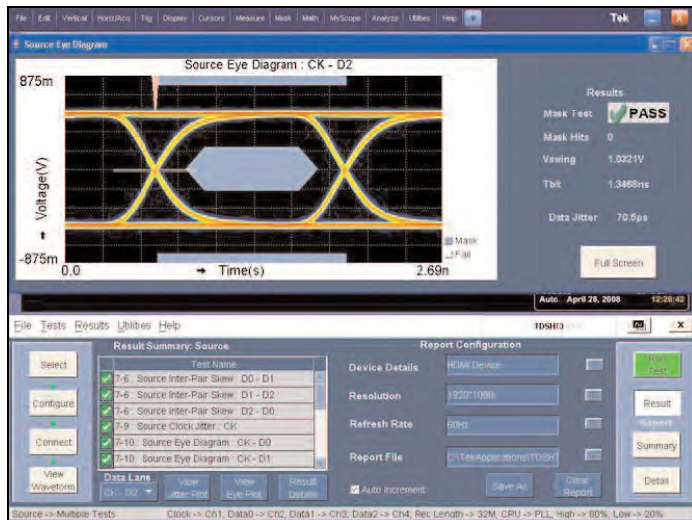 File Edit Vertical Horiz/Acq Trig Display Cursors Measure Mask Math MyScope Analyze Utilities Help Tek
Source Eye Diagram
Source Eye Diagram : CK - D2
875m
Voltage(V)
-875m
0.0
Time(s)
2.69n
Mask
Fail
Results
Mask Test PASS
Mask Hits 0
Vswing 1.0321V
Tbit 1.3468ns
Data Jitter 70.5ps
Full Screen
Auto April 28, 2008 12:26:42
File Tests Results Utilities Help TDSHT3 x
Select
Configure
Connect
View Waveform
Result Summary: Source
Test Name
7-6 : Source Inter-Pair Skew : D0 - D1
7-6 : Source Inter-Pair Skew : D1 - D2
7-6 : Source Inter-Pair Skew : D2 - D0
7-9 : Source Clock Jitter : CK
7-10 : Source Eye Diagram : CK - D0
7-10 : Source Eye Diagram : CK - D1
Data Lane
CK - D2
View Jitter Plot
View Eye Plot
Result Details
Report Configuration
Device Details HDMI Device
Resolution 1920*1080i
Refresh Rate 60Hz
Report File C:\TekApplications\TDSHT
Auto Increment
Save As
Clear Report
Run Test
Result
Report
Summary
Detail
Source -> Multiple Tests Clock -> Ch1, Data0 -> Ch2, Data1 -> Ch3, Data2 -> Ch4, Rec Length -> 32M, CRU -> PLL, High -> 80%, Low -> 20%